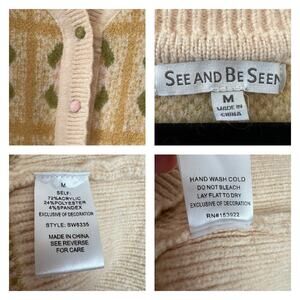 SEE AND BE SEEN
M
MADE IN
CHINA
M
SELF:
72%ACRYLIC
24%POLYESTER
4%SPANDEX
EXCLUSIVE OF DECORATION
STYLE: SW6335
MADE IN CHINA
SEE REVERSE
FOR CARE
HAND WASH COLD
DO NOT BLEACH
LAY FLAT TO DRY
EXCLUSIVE OF DECORATION
RN#153922